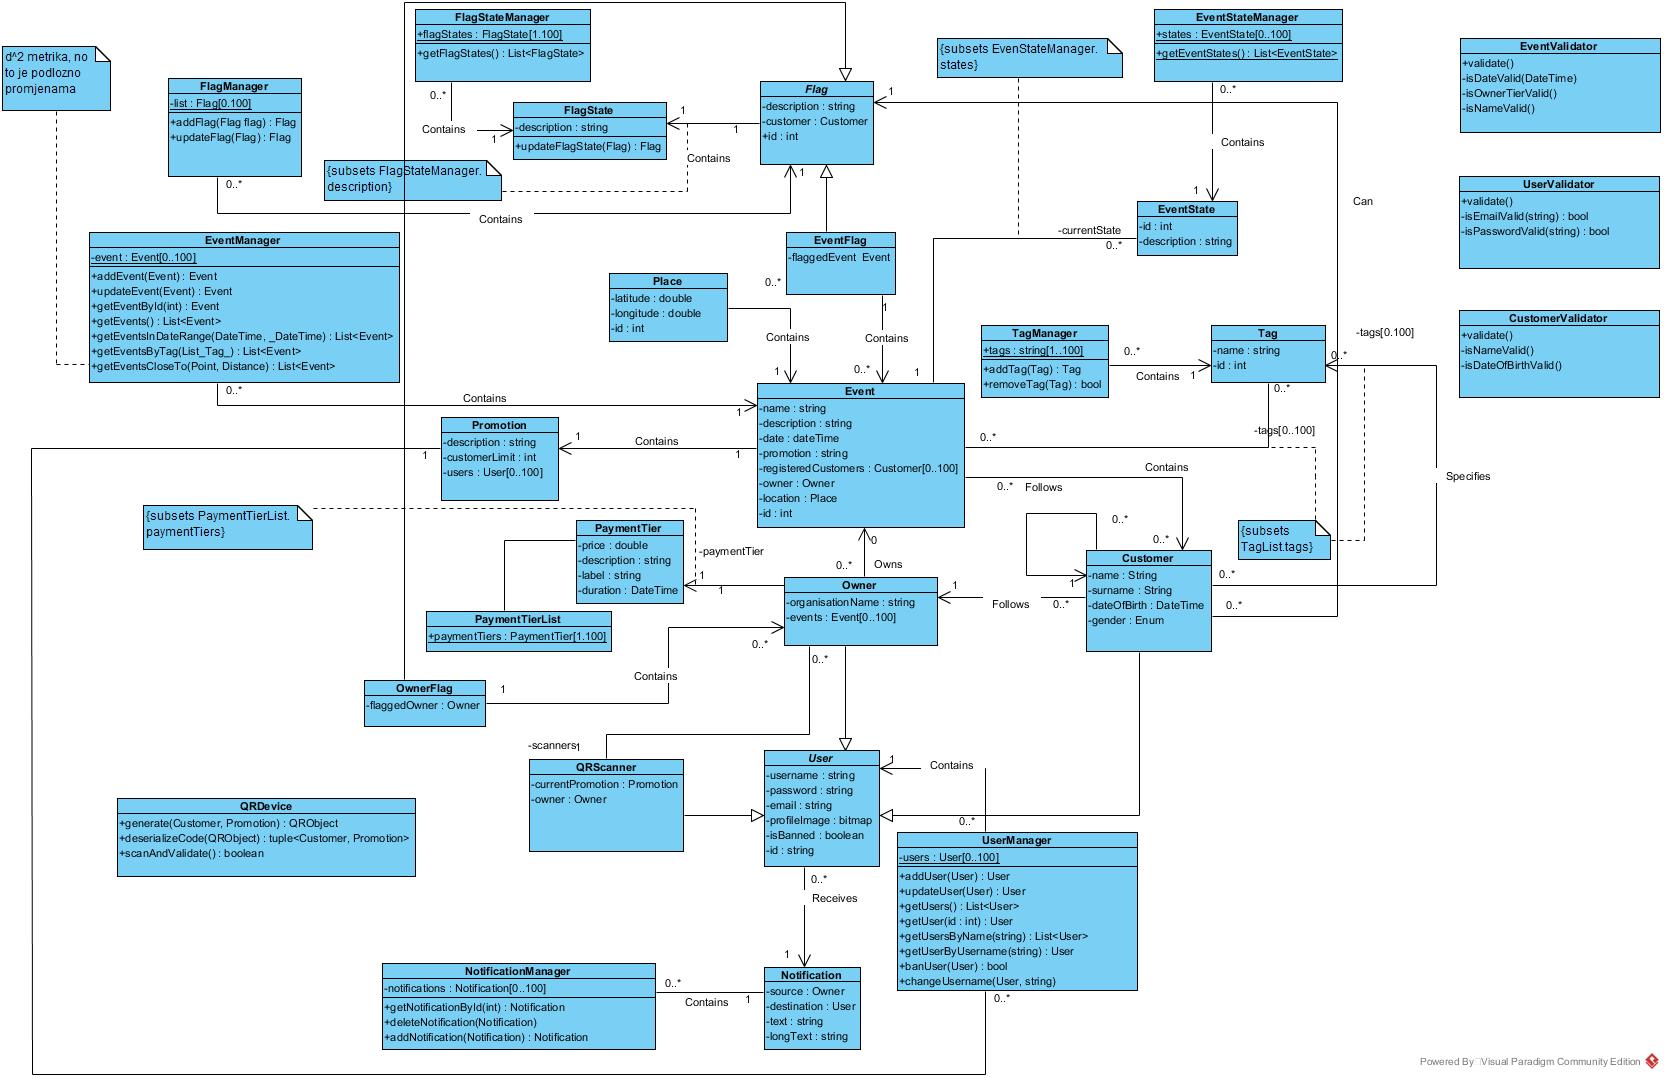 d^2 metrika, no
to je podlozno
promjenama
FlagManager
-list : Flag[0.100]
+addFlag(Flag flag) : Flag
+updateFlag(Flag) : Flag
0..*
Contains
1
FlagStateManager
+flagStates : FlagState[1.100]
+getFlagStates() : List<FlagState>
0..*
Contains
1
FlagState
-description : string
+updateFlagState(Flag) : Flag
1
1
Contains
{subsets FlagStateManager.
description}
Flag
-description : string
-customer : Customer
+id : int
1
{subsets EvenStateManager.
states}
EventStateManager
+states : EventState[0..100]
+getEventStates() : List<EventState>
0..*
Contains
1
EventState
-id : int
-description : string
-currentState
0..*
1
Can
EventValidator
+validate()
-isDateValid(DateTime)
-isOwnerTierValid()
-isNameValid()
UserValidator
+validate()
-isEmailValid(string) : bool
-isPasswordValid(string) : bool
CustomerValidator
+validate()
-isNameValid()
-isDateOfBirthValid()
EventManager
-event : Event[0..100]
+addEvent(Event) : Event
+updateEvent(Event) : Event
+getEventById(int) : Event
+getEvents() : List<Event>
+getEventsInDateRange(DateTime, _DateTime) : List<Event>
+getEventsByTag(List_Tag_) : List<Event>
+getEventsCloseTo(Point, Distance) : List<Event>
0..*
Contains
1
EventFlag
-flaggedEvent Event
0..*
1
Contains
0..*
Place
-latitude : double
-longitude : double
-id : int
Contains
1
TagManager
+tags : string[1..100]
+addTag(Tag) : Tag
+removeTag(Tag) : bool
0..*
Contains
1
Tag
-name : string
-id : int
-tags[0.100]
0..*
0..*
-tags[0..100]
0..*
Specifies
Event
-name : string
-description : string
-date : dateTime
-promotion : string
-registeredCustomers : Customer[0..100]
-owner : Owner
-location : Place
-id : int
Promotion
-description : string
-customerLimit : int
-users : User[0..100]
1
Contains
1
1
Contains
0..*
Follows
0..*
0..*
{subsets
TagList.tags}
{subsets PaymentTierList.
paymentTiers}
PaymentTier
-price : double
-description : string
-label : string
-duration : DateTime
-paymentTier
1
1
PaymentTierList
+paymentTiers : PaymentTier[1.100]
0
0..*
Owns
Owner
-organisationName : string
-events : Event[0..100]
1
Follows
0..*
1
Customer
-name : String
-surname : String
-dateOfBirth : DateTime
-gender : Enum
0..*
0..*
0..*
0..*
Contains
OwnerFlag
-flaggedOwner : Owner
1
-scanners
1
QRScanner
-currentPromotion : Promotion
-owner : Owner
User
-username : string
-password : string
-email : string
-profileImage : bitmap
-isBanned : boolean
-id : string
1
Contains
0..*
QRDevice
+generate(Customer, Promotion) : QRObject
+deserializeCode(QRObject) : tuple<Customer, Promotion>
+scanAndValidate() : boolean
UserManager
-users : User[0..100]
+addUser(User) : User
+updateUser(User) : User
+getUsers() : List<User>
+getUser(id : int) : User
+getUsersByName(string) : List<User>
+getUserByUsername(string) : User
+banUser(User) : bool
+changeUsername(User, string)
0..*
0..*
Receives
1
NotificationManager
-notifications : Notification[0..100]
+getNotificationById(int) : Notification
+deleteNotification(Notification)
+addNotification(Notification) : Notification
0..*
Contains
1
Notification
-source : Owner
-destination : User
-text : string
-longText : string
Powered By Visual Paradigm Community Edition